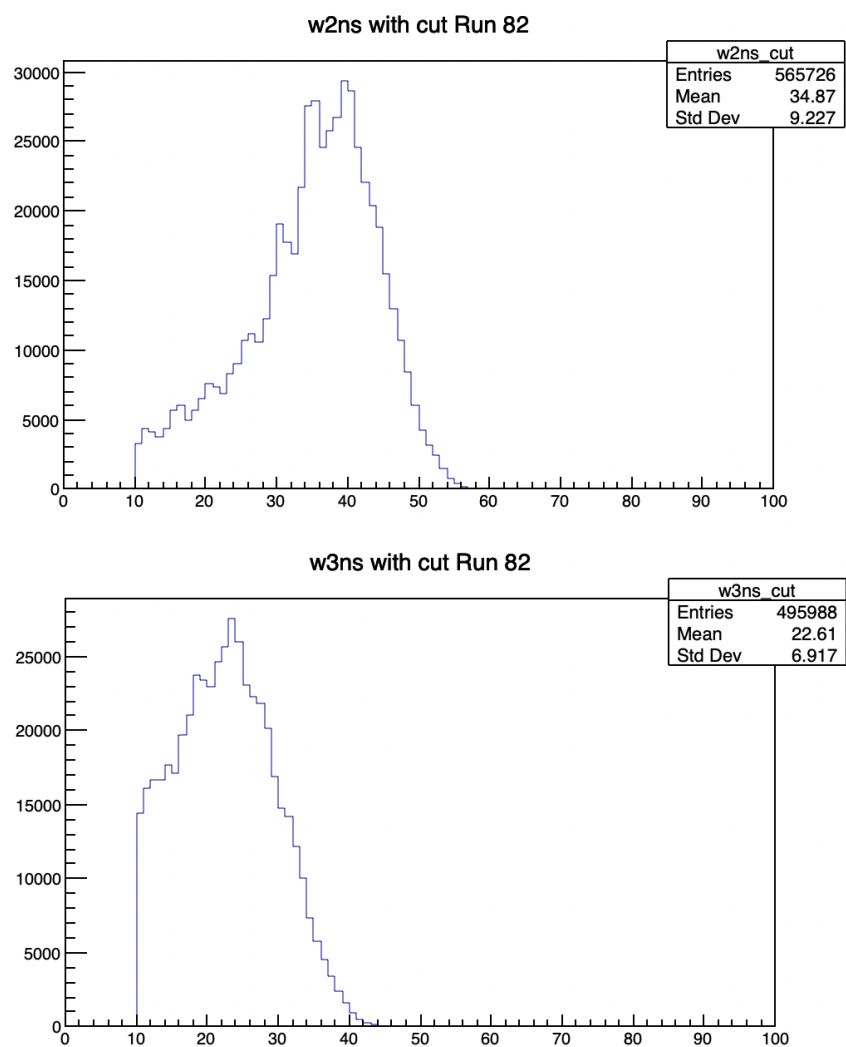 w2ns with cut Run 82
w2ns_cut
Entries 565726
Mean 34.87
Std Dev 9.227
30000
25000
20000
15000
10000
5000
0
0 10 20 30 40 50 60 70 80 90 100
w3ns with cut Run 82
w3ns_cut
Entries 495988
Mean 22.61
Std Dev 6.917
25000
20000
15000
10000
5000
0
0 10 20 30 40 50 60 70 80 90 100